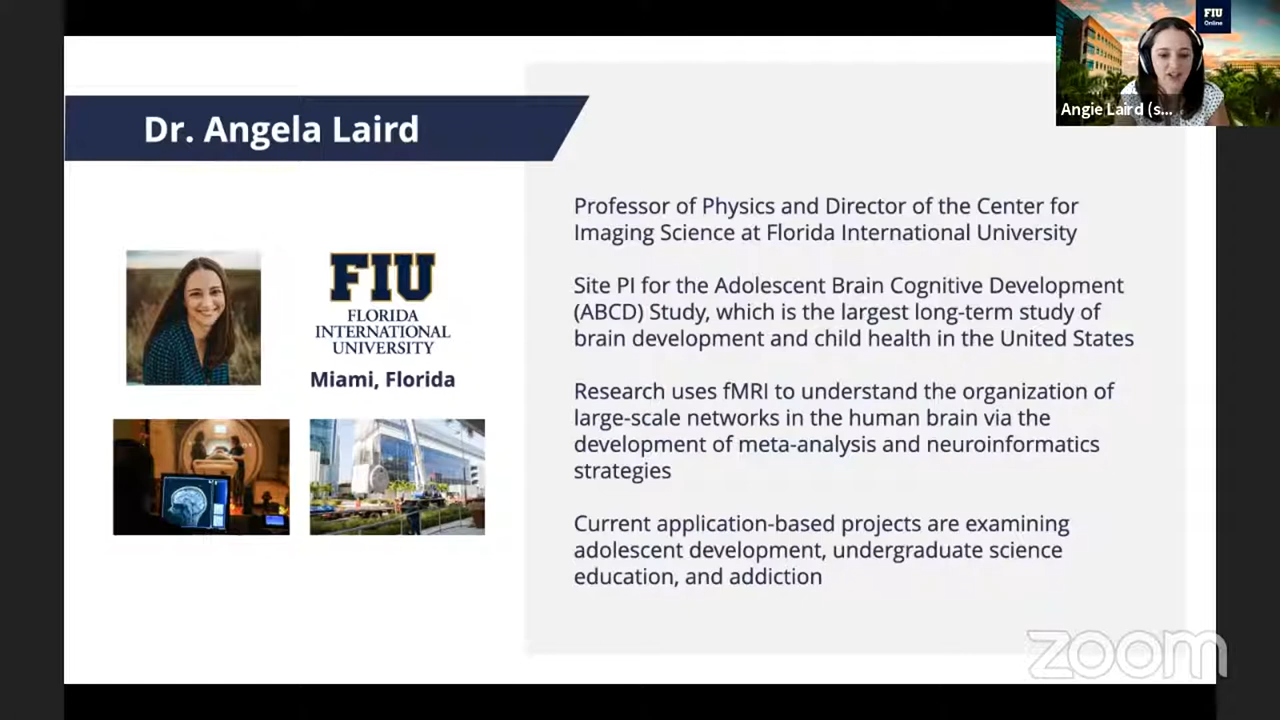 FIU
Online
Angie Laird (s...
Dr. Angela Laird
FIU
FLORIDA
INTERNATIONAL
UNIVERSITY
Miami, Florida
Professor of Physics and Director of the Center for
Imaging Science at Florida International University
Site PI for the Adolescent Brain Cognitive Development
(ABCD) Study, which is the largest long-term study of
brain development and child health in the United States
Research uses fMRI to understand the organization of
large-scale networks in the human brain via the
development of meta-analysis and neuroinformatics
strategies
Current application-based projects are examining
adolescent development, undergraduate science
education, and addiction
zoom